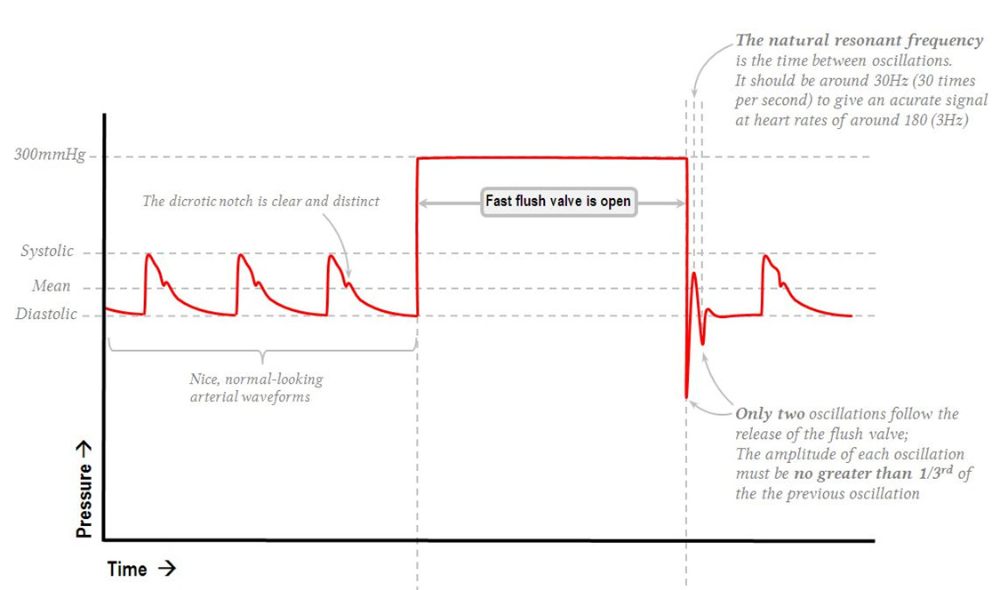 The natural resonant frequency
is the time between oscillations.
It should be around 30Hz (30 times
per second) to give an acurate signal
at heart rates of around 180 (3Hz)
300mmHg
The dicrotic notch is clear and distinct
Fast flush valve is open
Systolic
Mean
Diastolic
Nice, normal-looking
arterial waveforms
Only two oscillations follow the
release of the flush valve;
The amplitude of each oscillation
must be no greater than 1/3rd of
the the previous oscillation
Pressure →
Time →